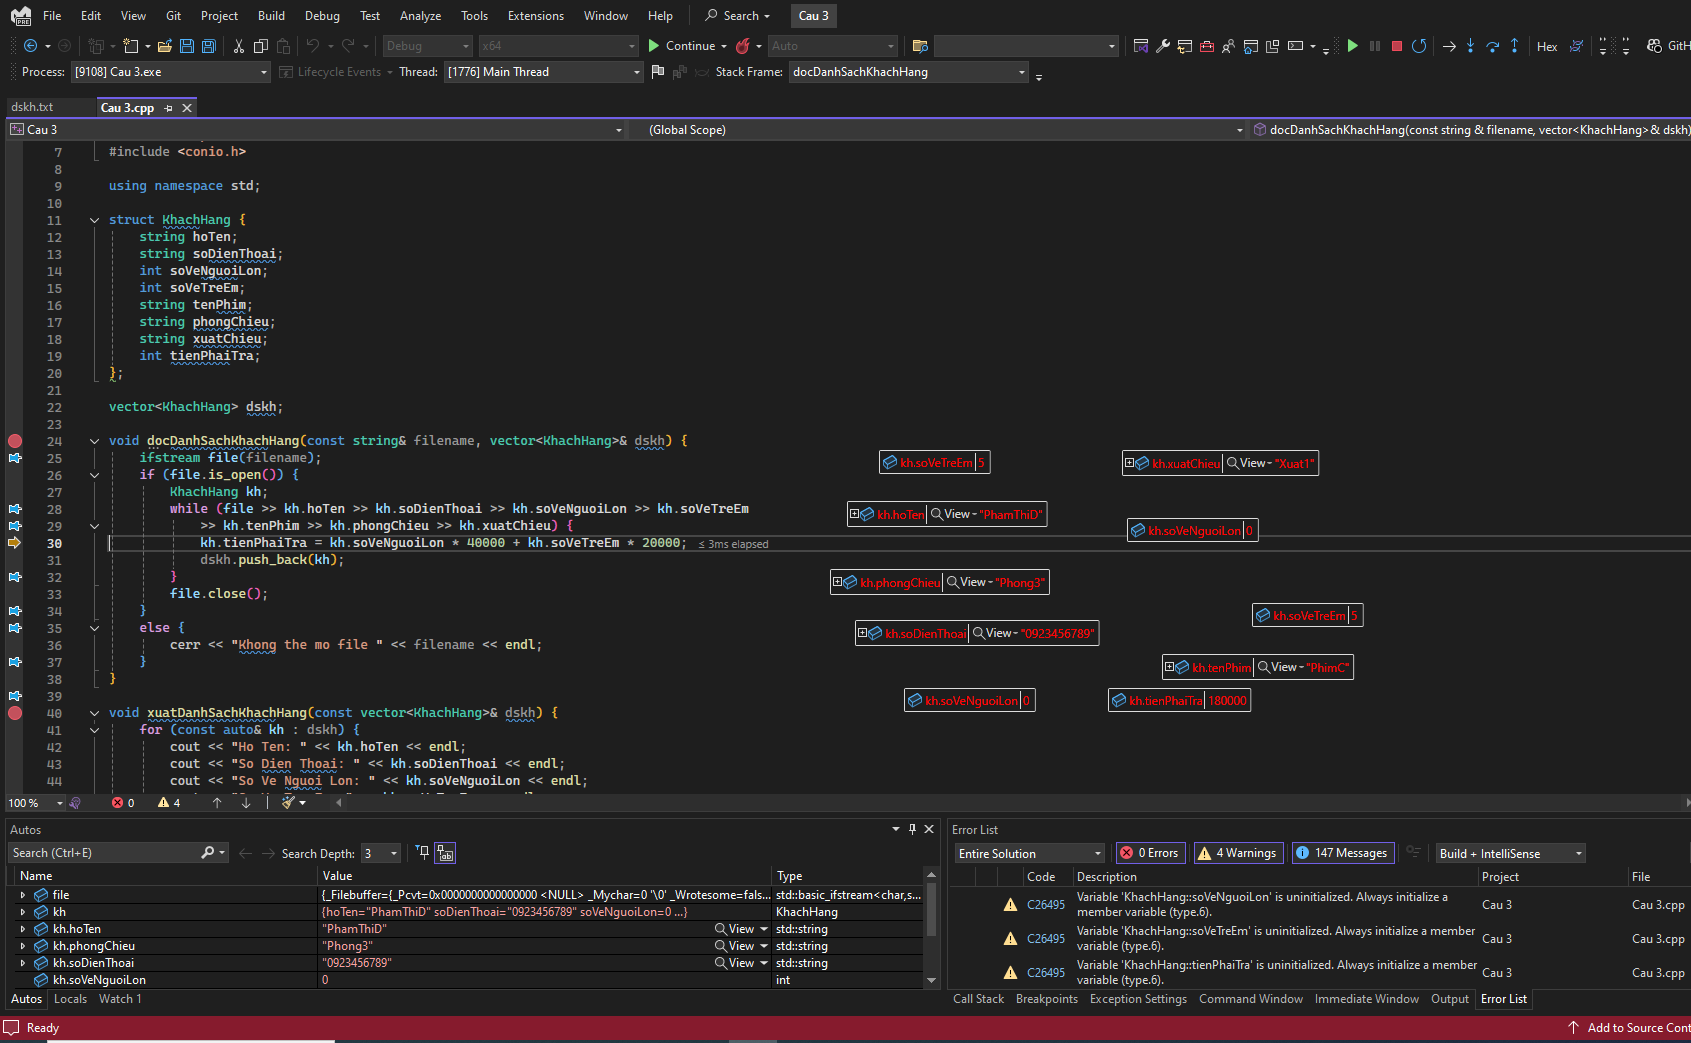 File Edit View Git Project Build Debug Test Analyze Tools Extensions Window Help Search Cau 3
PRE
Debug x64 Continue Auto Hex GitH
Process: [9108] Cau 3.exe Lifecycle Events Thread: [1776] Main Thread Stack Frame: docDanhSachKhachHang
dskh.txt Cau 3.cpp
Cau 3 (Global Scope) docDanhSachKhachHang(const string & filename, vector<KhachHang>& dskh)
7 #include <conio.h>
8
9 using namespace std;
10
11 struct KhachHang {
12 string hoTen;
13 string soDienThoai;
14 int soVeNguoiLon;
15 int soVeTreEm;
16 string tenPhim;
17 string phongChieu;
18 string xuatChieu;
19 int tienPhaiTra;
20 };
21
22 vector<KhachHang> dskh;
23
24 void docDanhSachKhachHang(const string& filename, vector<KhachHang>& dskh) {
25 ifstream file(filename);
kh.soVeTreEm 5
kh.xuatChieu View "Xuat1"
26 if (file.is_open()) {
27 KhachHang kh;
28 while (file >> kh.hoTen >> kh.soDienThoai >> kh.soVeNguoiLon >> kh.soVeTreEm
kh.hoTen View "PhamThiD"
29 >> kh.tenPhim >> kh.phongChieu >> kh.xuatChieu) {
kh.soVeNguoiLon 0
30 kh.tienPhaiTra = kh.soVeNguoiLon * 40000 + kh.soVeTreEm * 20000; ≤ 3ms elapsed
31 dskh.push_back(kh);
32 }
kh.phongChieu View "Phong3"
33 file.close();
34 }
kh.soVeTreEm 5
35 else {
kh.soDienThoai View "0923456789"
36 cerr << "Khong the mo file " << filename << endl;
37 }
kh.tenPhim View "PhimC"
38 }
39
kh.soVeNguoiLon 0
kh.tienPhaiTra 180000
40 void xuatDanhSachKhachHang(const vector<KhachHang>& dskh) {
41 for (const auto& kh : dskh) {
42 cout << "Ho Ten: " << kh.hoTen << endl;
43 cout << "So Dien Thoai: " << kh.soDienThoai << endl;
44 cout << "So Ve Nguoi Lon: " << kh.soVeNguoiLon << endl;
100 % 0 4
Autos
Search (Ctrl+E) Search Depth: 3
Name Value Type
file {_Filebuffer={_Pcvt=0x0000000000000000 <NULL> _Mychar=0 '\0' _Wrotesome=fals... std::basic_ifstream<char,s...
kh {hoTen="PhamThiD" soDienThoai="0923456789" soVeNguoiLon=0 ...} KhachHang
kh.hoTen "PhamThiD" View std::string
kh.phongChieu "Phong3" View std::string
kh.soDienThoai "0923456789" View std::string
kh.soVeNguoiLon 0 int
Autos Locals Watch 1
Error List
Entire Solution 0 Errors 4 Warnings 147 Messages Build + IntelliSense
Code Description Project File
C26495 Variable 'KhachHang::soVeNguoiLon' is uninitialized. Always initialize a Cau 3 Cau 3.cpp
member variable (type.6).
C26495 Variable 'KhachHang::soVeTreEm' is uninitialized. Always initialize a member Cau 3 Cau 3.cpp
variable (type.6).
C26495 Variable 'KhachHang::tienPhaiTra' is uninitialized. Always initialize a member Cau 3 Cau 3.cpp
variable (type.6).
Call Stack Breakpoints Exception Settings Command Window Immediate Window Output Error List
Ready Add to Source Cont